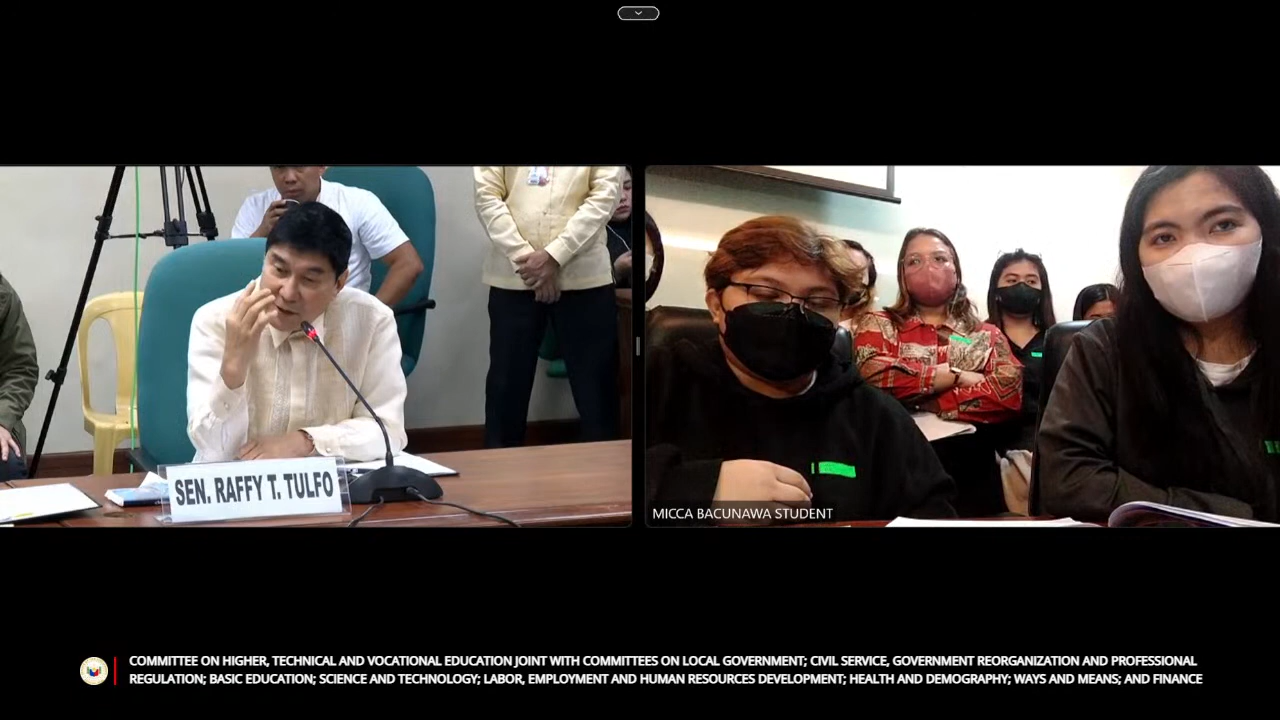 SEN. RAFFY T. TULFO
MICCA BACUNAWA STUDENT
COMMITTEE ON HIGHER, TECHNICAL AND VOCATIONAL EDUCATION JOINT WITH COMMITTEES ON LOCAL GOVERNMENT; CIVIL SERVICE, GOVERNMENT REORGANIZATION AND PROFESSIONAL
REGULATION; BASIC EDUCATION; SCIENCE AND TECHNOLOGY; LABOR, EMPLOYMENT AND HUMAN RESOURCES DEVELOPMENT; HEALTH AND DEMOGRAPHY; WAYS AND MEANS; AND FINANCE